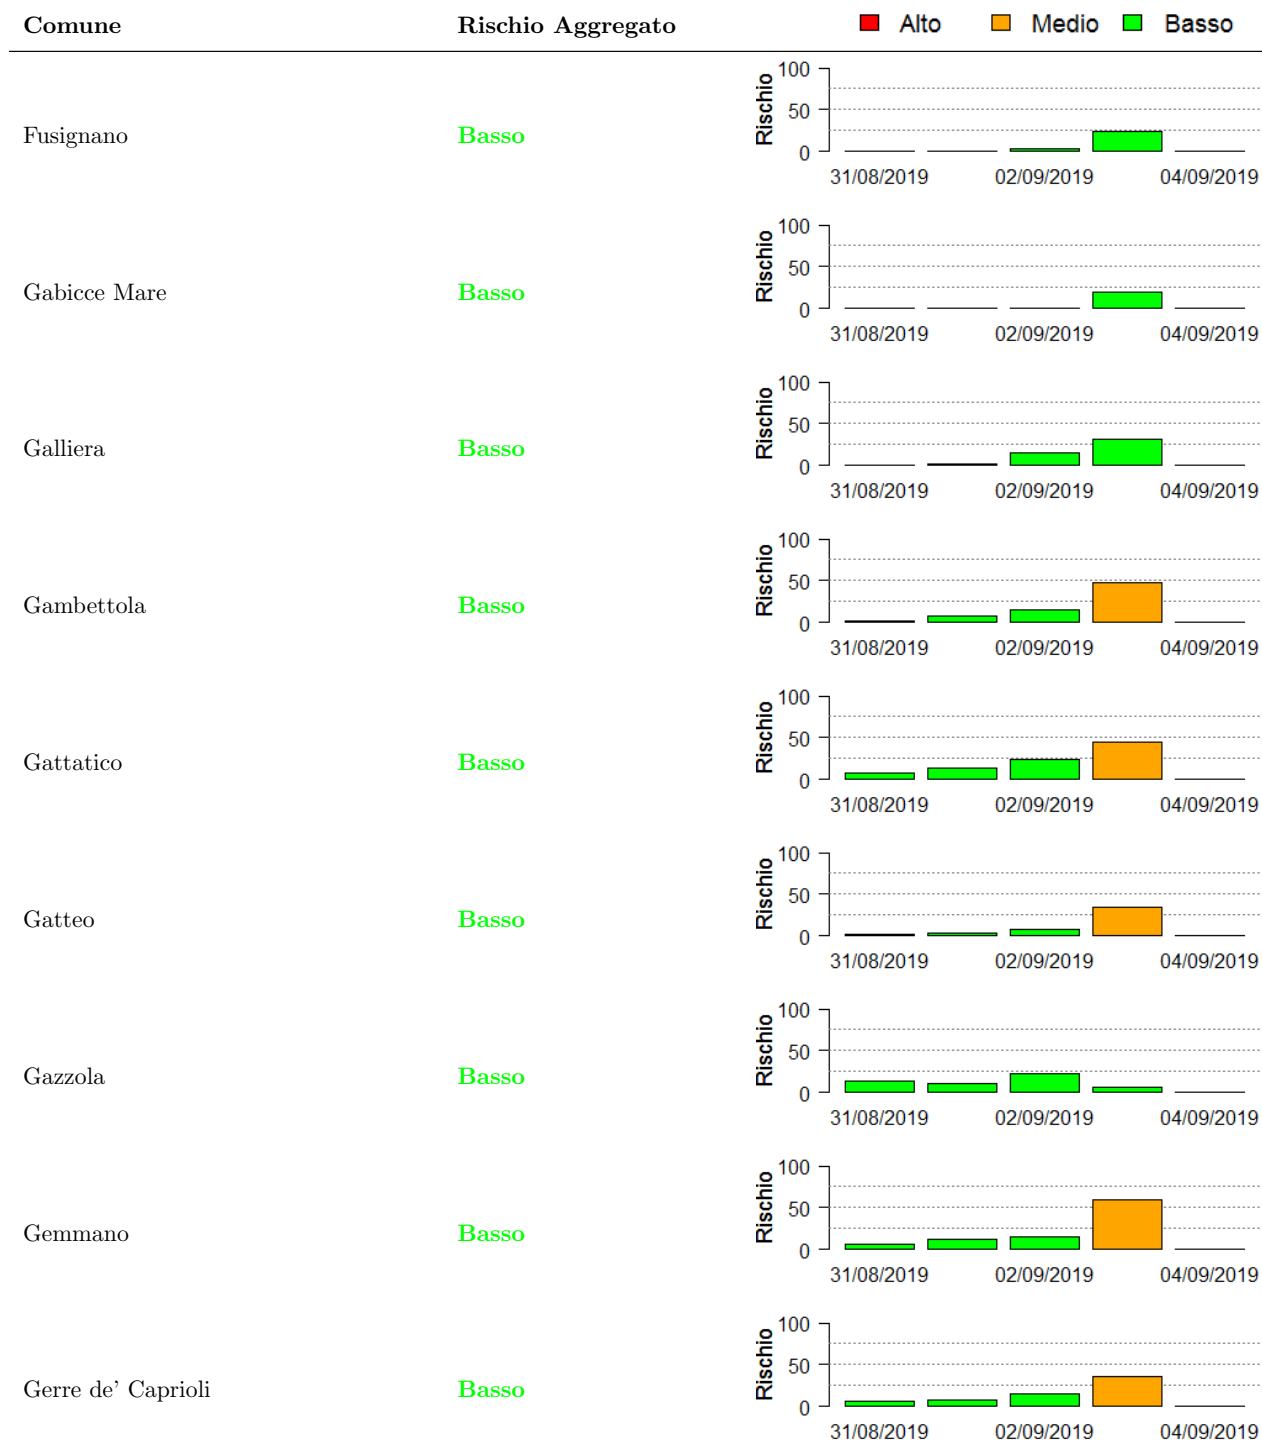 Comune Rischio Aggregato Alto Medio Basso
100
50
0
Rischio
Fusignano Basso
31/08/2019 02/09/2019 04/09/2019
100
50
0
Rischio
Gabicce Mare Basso
31/08/2019 02/09/2019 04/09/2019
100
50
0
Rischio
Galliera Basso
31/08/2019 02/09/2019 04/09/2019
100
50
0
Rischio
Gambettola Basso
31/08/2019 02/09/2019 04/09/2019
100
50
0
Rischio
Gattatico Basso
31/08/2019 02/09/2019 04/09/2019
100
50
0
Rischio
Gatteo Basso
31/08/2019 02/09/2019 04/09/2019
100
50
0
Rischio
Gazzola Basso
31/08/2019 02/09/2019 04/09/2019
100
50
0
Rischio
Gemmano Basso
31/08/2019 02/09/2019 04/09/2019
100
50
0
Rischio
Gerre de' Caprioli Basso
31/08/2019 02/09/2019 04/09/2019